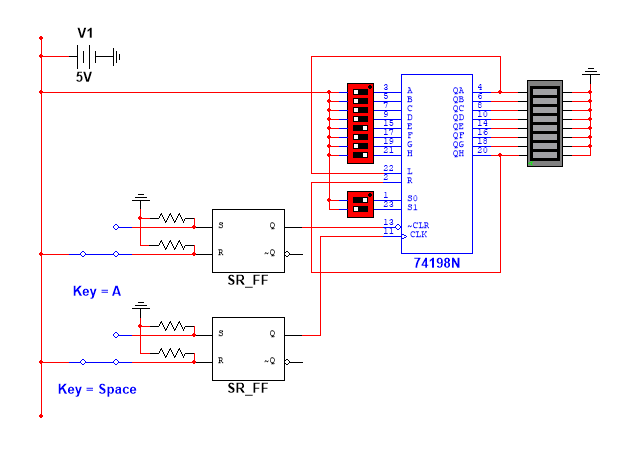 V1
5V
3 A QA 4
5 B QB 6
7 C QC 8
9 D QD 10
15 E QE 14
17 F QF 16
19 G QG 18
21 H QH 20
22 L
2 R
1 S0
23 S1
13 ~CLR
11 CLK
74198N
S Q
R ~Q
SR_FF
Key = A
S Q
R ~Q
SR_FF
Key = Space